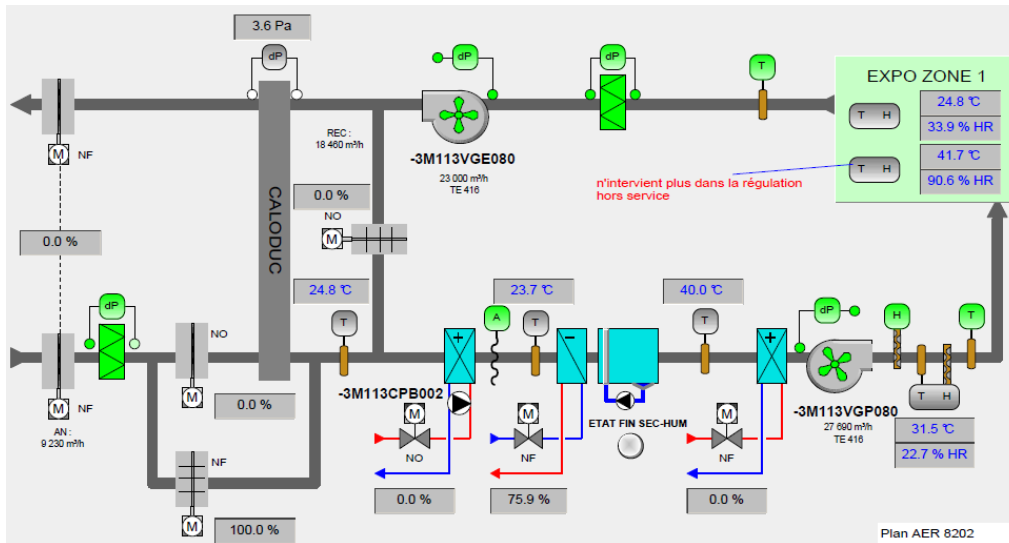 3.6 Pa
dP
dP
dP
T
EXPO ZONE 1
T H
24.8 °C
33.9 % HR
T H
41.7 °C
90.6 % HR
n'intervient plus dans la régulation
hors service
M
NF
REC :
18 460 m³/h
-3M113VGE080
23 000 m³/h
TE 416
CALODUC
0.0 %
NO
M
0.0 %
24.8 °C
23.7 °C
40.0 °C
dP
NO
T
A
T
T
dP
H
T
+
−
+
-3M113CPB002
-3M113VGP080
27 690 m³/h
TE 416
T H
31.5 °C
22.7 % HR
M
NF
AN :
9 230 m³/h
M
0.0 %
M
NO
M
NF
ETAT FIN SEC-HUM
M
NF
NF
M
100.0 %
0.0 %
75.9 %
0.0 %
Plan AER 8202